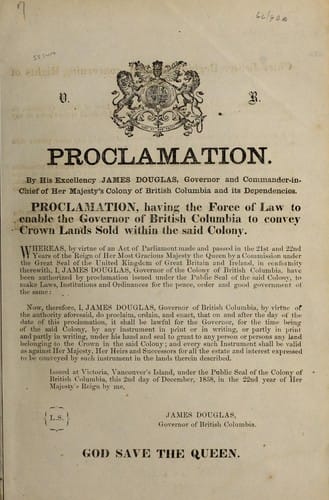 V. R.
PROCLAMATION.
By His Excellency JAMES DOUGLAS, Governor and Commander-in-
Chief of Her Majesty's Colony of British Columbia and its Dependencies.
PROCLAMATION, having the Force of Law to
enable the Governor of British Columbia to convey
Crown Lands Sold within the said Colony.
WHEREAS, by virtue of an Act of Parliament made and passed in the 21st and 22nd
Years of the Reign of Her Most Gracious Majesty the Queen by a Commission under
the Great Seal of the United Kingdom of Great Britain and Ireland, in conformity
therewith, I, JAMES DOUGLAS, Governor of the Colony of British Columbia, have
been authorized by proclamation issued under the Public Seal of the said Colony, to
make Laws, Institutions and Ordinances for the peace, order and good government of
the same:
Now, therefore, I, JAMES DOUGLAS, Governor of British Columbia, by virtue of
the authority aforesaid, do proclaim, ordain, and enact, that on and after the day of
the date of this proclamation, it shall be lawful for the Governor, for the time being
of the said Colony, by any instrument in print or in writing, or partly in print
and partly in writing, under his hand and seal to grant to any person or persons any land
belonging to the Crown in the said Colony; and every such Instrument shall be valid
as against Her Majesty, Her Heirs and Successors for all the estate and interest expressed
to be conveyed by such instrument in the lands therein described.
Issued at Victoria, Vancouver's Island, under the Public Seal of the Colony of
British Columbia, this 2nd day of December, 1858, in the 22nd year of Her
Majesty's Reign by me,
{L.S.} JAMES DOUGLAS,
Governor of British Columbia.
GOD SAVE THE QUEEN.